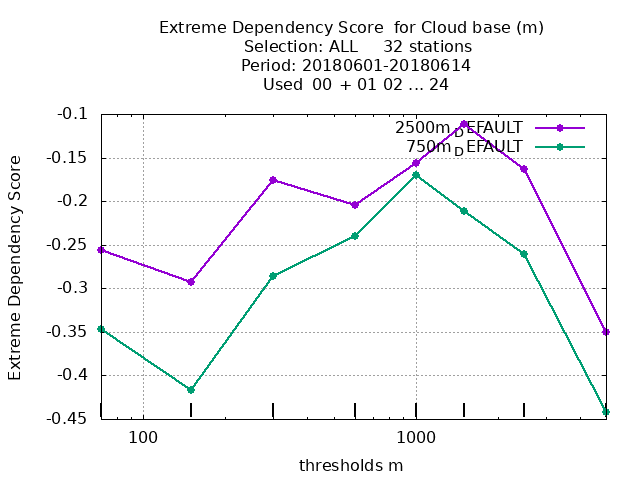 Extreme Dependency Score  for Cloud base (m)
Selection: ALL     32 stations
Period: 20180601-20180614
Used  00 + 01 02 ... 24
2500m_DEFAULT
750m_DEFAULT
-0.1
-0.15
-0.2
-0.25
-0.3
-0.35
-0.4
-0.45
Extreme Dependency Score
100
1000
thresholds m